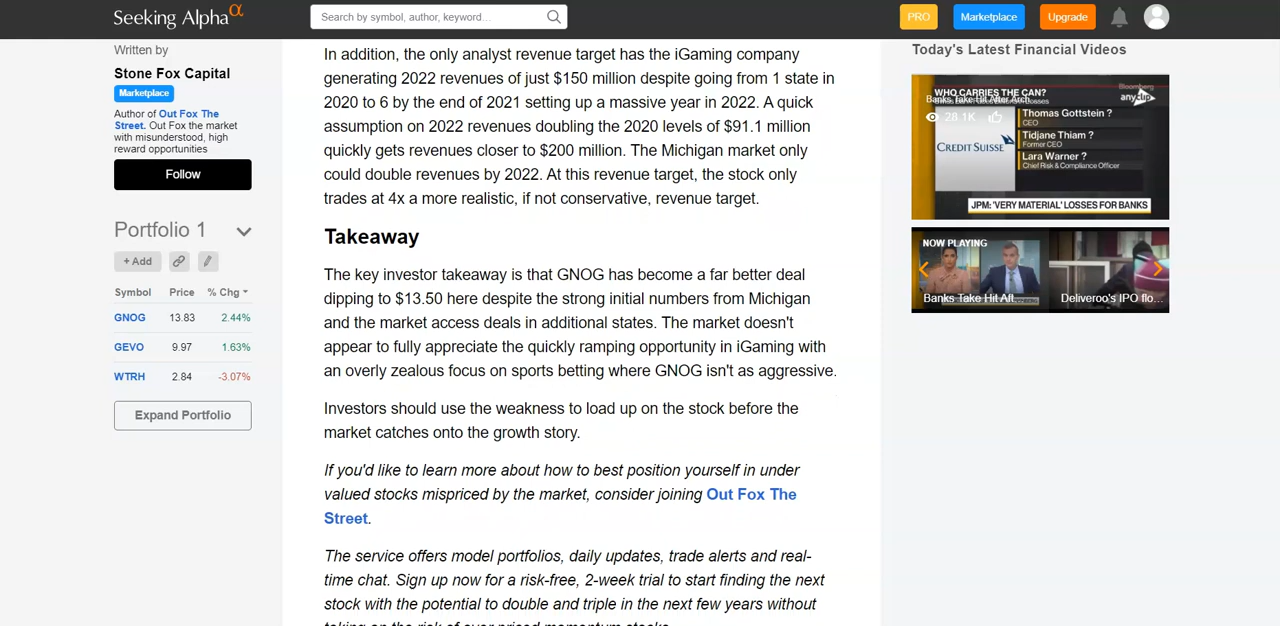 Seeking Alpha α
Search by symbol, author, keyword...
PRO
Marketplace
Upgrade
Written by
Stone Fox Capital
Marketplace
Author of Out Fox The
Street. Out Fox the market
with misunderstood, high
reward opportunities
Follow
Portfolio 1
+ Add
Symbol Price % Chg
GNOG 13.83 2.44%
GEVO 9.97 1.63%
WTRH 2.84 -3.07%
Expand Portfolio
In addition, the only analyst revenue target has the iGaming company
generating 2022 revenues of just $150 million despite going from 1 state in
2020 to 6 by the end of 2021 setting up a massive year in 2022. A quick
assumption on 2022 revenues doubling the 2020 levels of $91.1 million
quickly gets revenues closer to $200 million. The Michigan market only
could double revenues by 2022. At this revenue target, the stock only
trades at 4x a more realistic, if not conservative, revenue target.
Takeaway
The key investor takeaway is that GNOG has become a far better deal
dipping to $13.50 here despite the strong initial numbers from Michigan
and the market access deals in additional states. The market doesn't
appear to fully appreciate the quickly ramping opportunity in iGaming with
an overly zealous focus on sports betting where GNOG isn't as aggressive.
Investors should use the weakness to load up on the stock before the
market catches onto the growth story.
If you'd like to learn more about how to best position yourself in under
valued stocks mispriced by the market, consider joining Out Fox The
Street.
The service offers model portfolios, daily updates, trade alerts and real-
time chat. Sign up now for a risk-free, 2-week trial to start finding the next
stock with the potential to double and triple in the next few years without
taking on the risk of over priced momentum stocks.
Today's Latest Financial Videos
WHO CARRIES THE CAN?
Bloomberg
anyclip
Banks Take Hit After Arch
28.1K
Thomas Gottstein ?
CEO
Tidjane Thiam ?
Former CEO
Lara Warner ?
Chief Risk & Compliance Officer
CREDIT SUISSE
JPM: 'VERY MATERIAL' LOSSES FOR BANKS
NOW PLAYING
Banks Take Hit Aft...
Deliveroo's IPO flo...